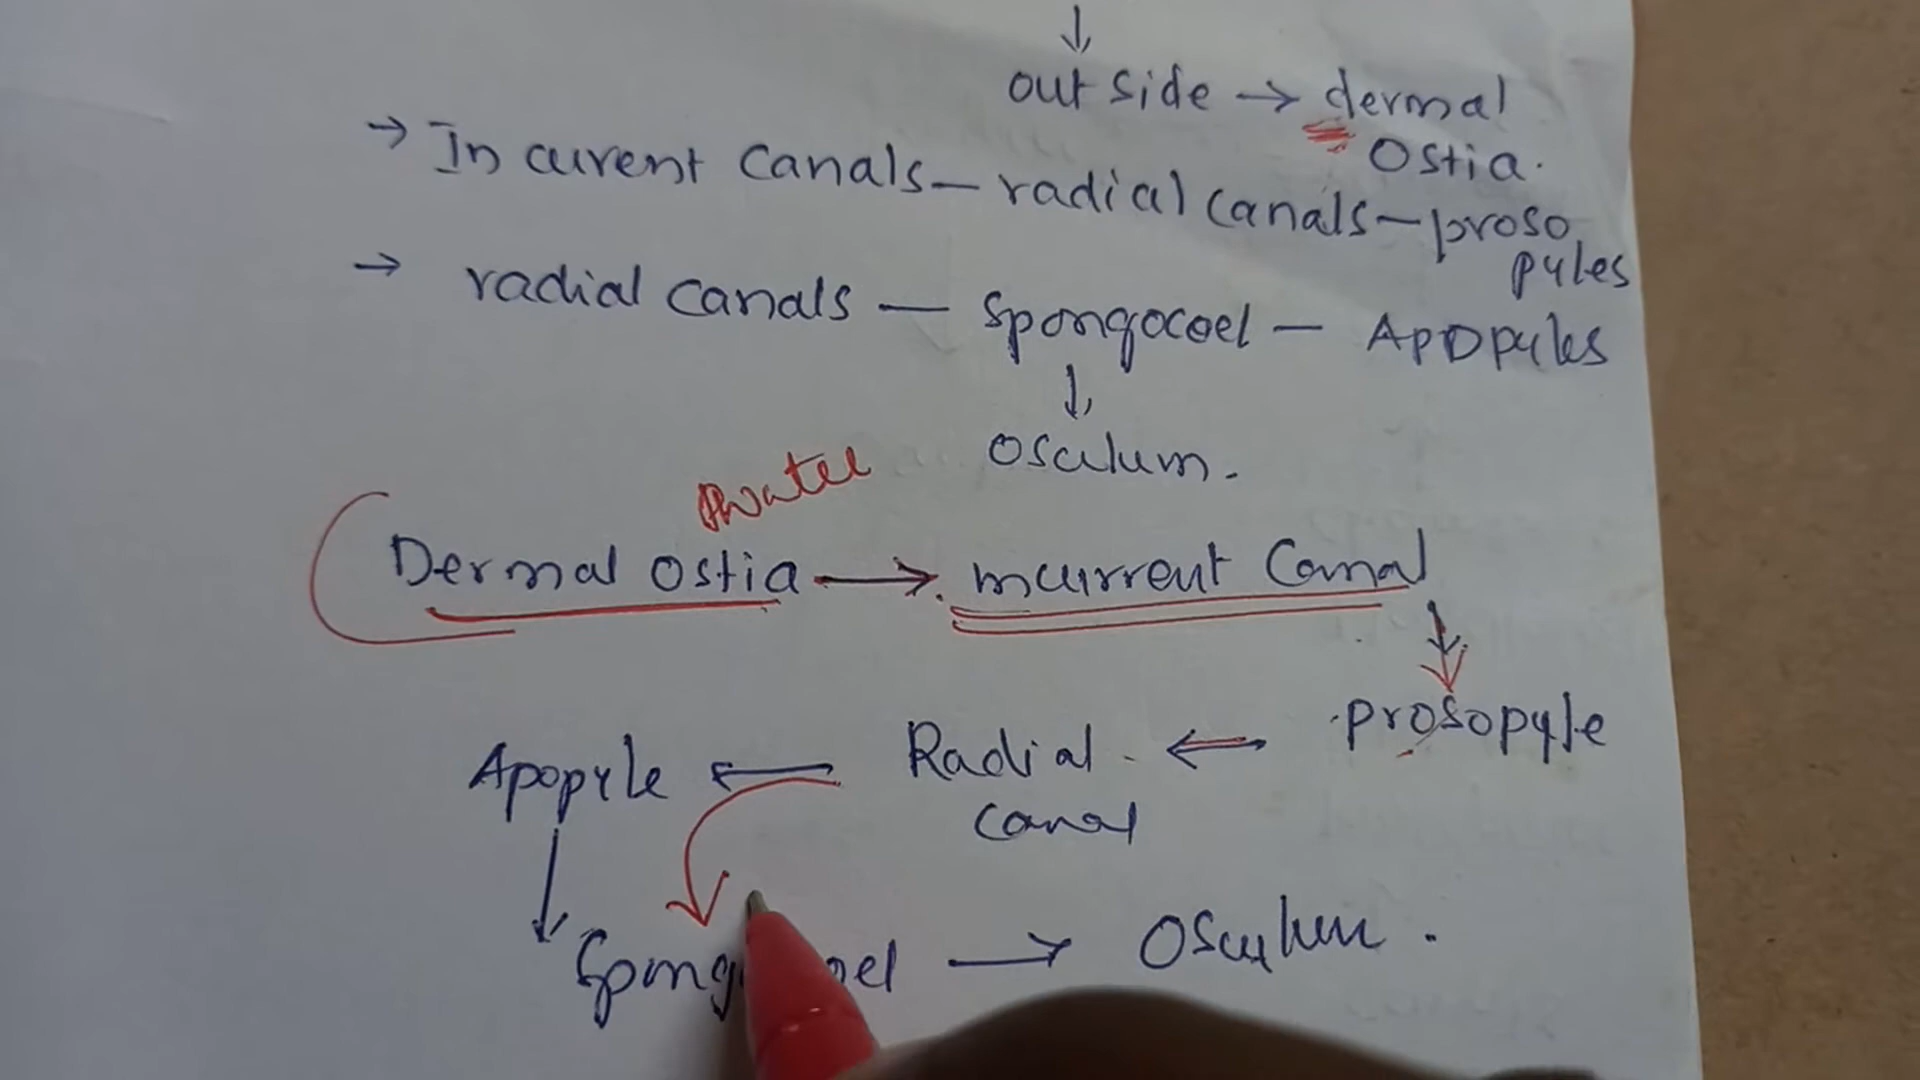 ↓
out side → dermal
Ostia.
→ In curent canals – radial canals – proso
pyles
→ radial canals – Spongocoel – Apopyles
↓
Osculum.
water
Dermal Ostia → incurrent Canal
↓
Apopyle ← Radial ← prosopyle
canal
↓
→ Osculum.